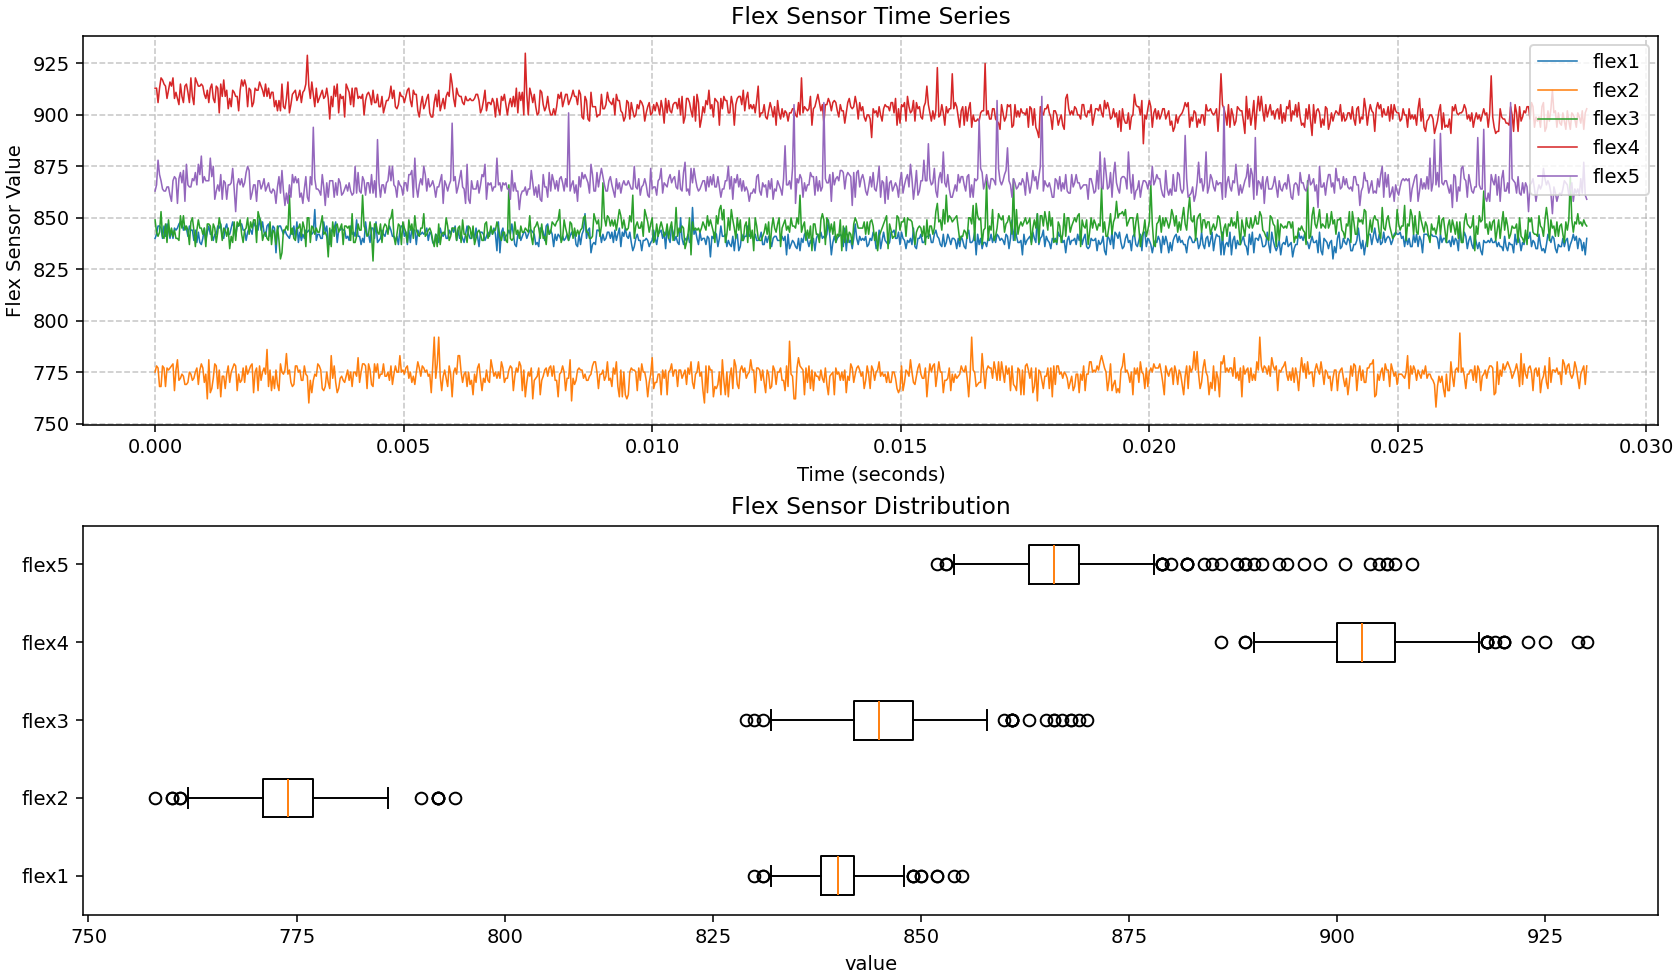 Flex Sensor Time Series
Flex Sensor Value
925
900
875
850
825
800
775
750
flex1
flex2
flex3
flex4
flex5
0.000 0.005 0.010 0.015 0.020 0.025 0.030
Time (seconds)
Flex Sensor Distribution
flex5
flex4
flex3
flex2
flex1
750 775 800 825 850 875 900 925
value